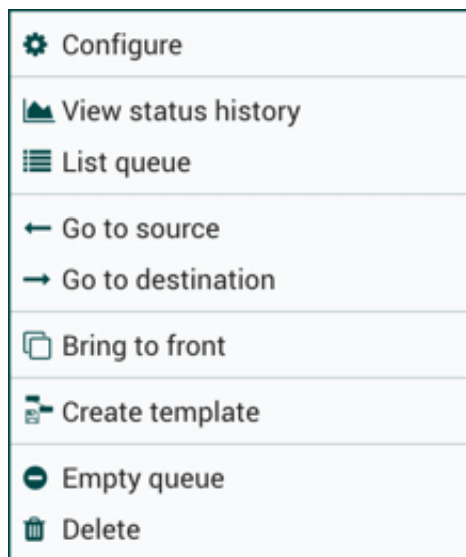 Configure
View status history
List queue
Go to source
Go to destination
Bring to front
Create template
Empty queue
Delete